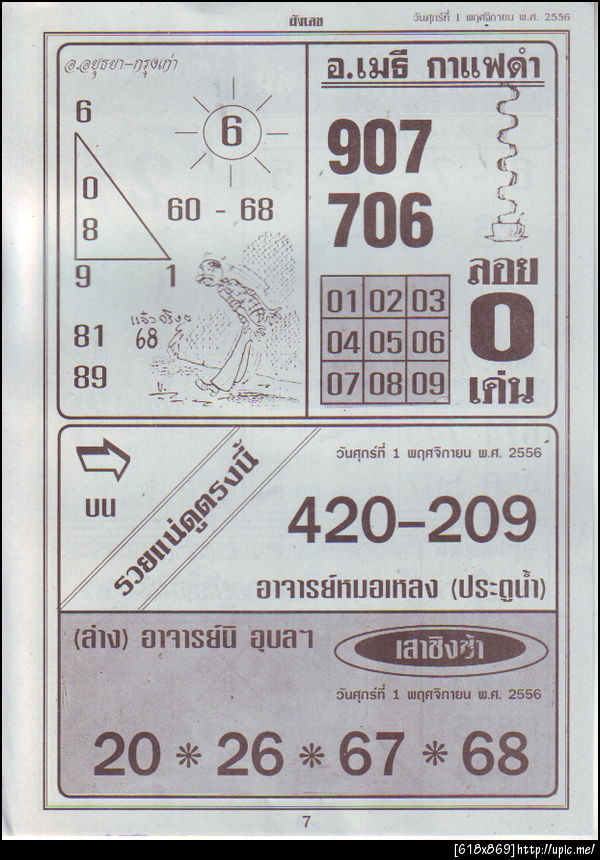 ผังเลข
วันศุกร์ที่ 1 พฤศจิกายน พ.ศ. 2556
อ.อยุธยา-กรุงเก่า
6
0
8
9 1
6
60 - 68
81
89
68
อ.เมธี กาแฟดำ
907
706
01 02 03
04 05 06
07 08 09
ลอย
0
เด่น
บน
รวยแน่ดูตรงนี้
วันศุกร์ที่ 1 พฤศจิกายน พ.ศ. 2556
420-209
อาจารย์หมอเหลง (ประตูน้ำ)
(ล่าง) อาจารย์นิ อุบลฯ
เสาชิงช้า
วันศุกร์ที่ 1 พฤศจิกายน พ.ศ. 2556
20 * 26 * 67 * 68
7
[618x869]http://upic.me/